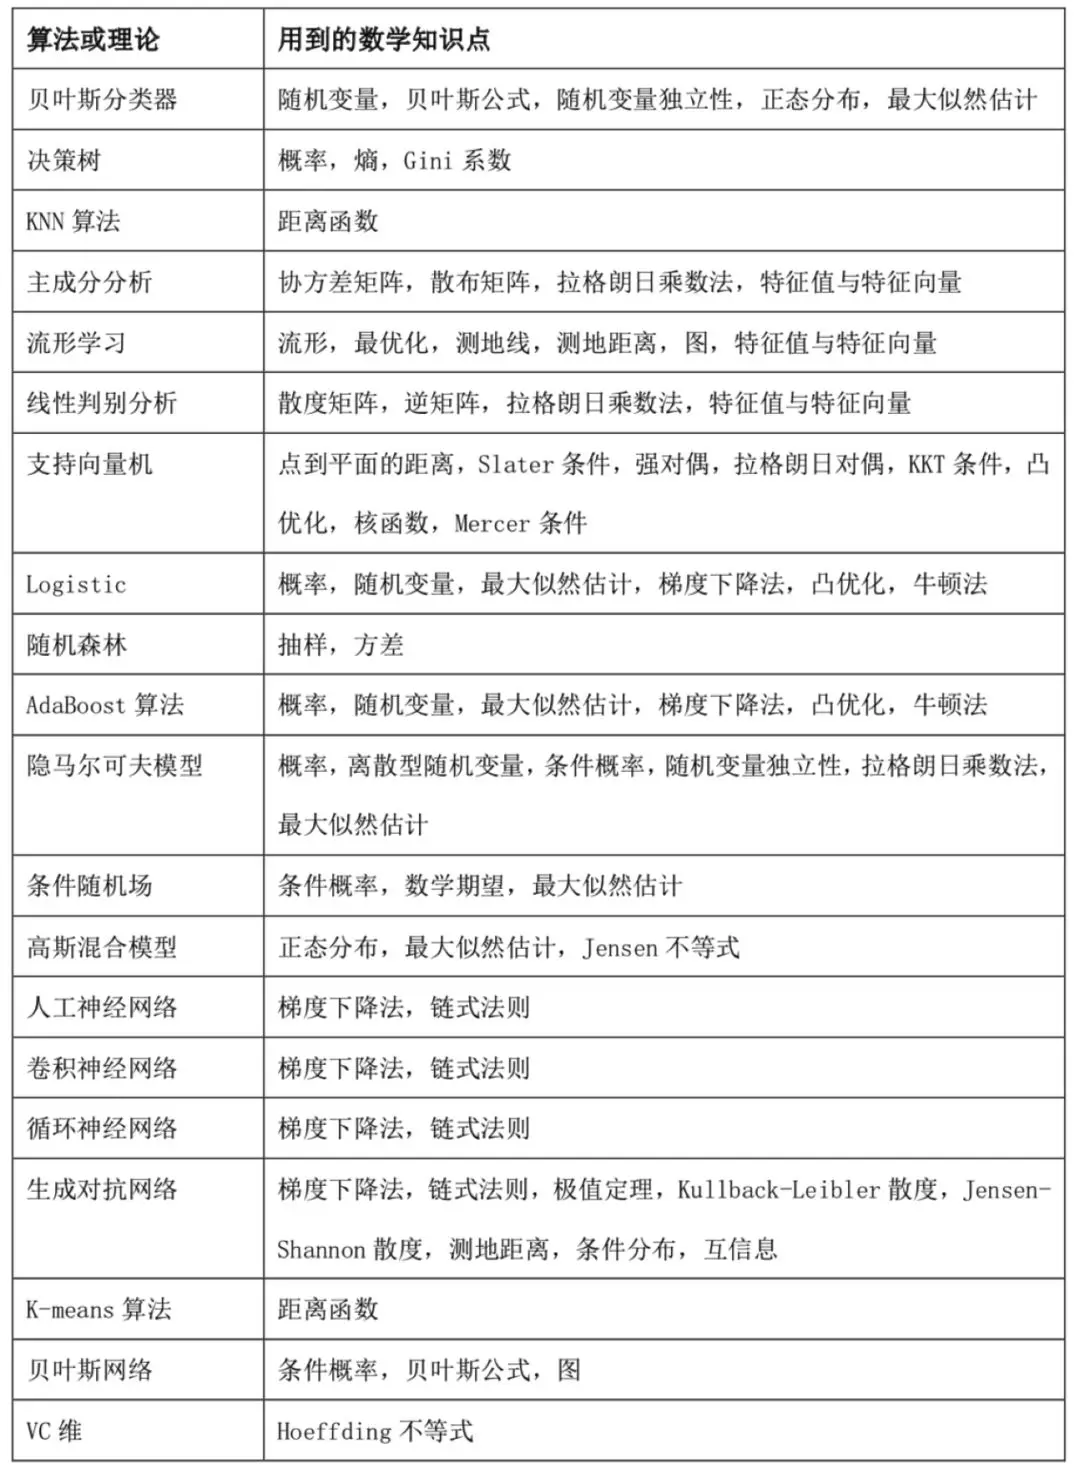 算法或理论 用到的数学知识点
贝叶斯分类器 随机变量，贝叶斯公式，随机变量独立性，正态分布，最大似然估计
决策树 概率，熵，Gini 系数
KNN 算法 距离函数
主成分分析 协方差矩阵，散布矩阵，拉格朗日乘数法，特征值与特征向量
流形学习 流形，最优化，测地线，测地距离，图，特征值与特征向量
线性判别分析 散度矩阵，逆矩阵，拉格朗日乘数法，特征值与特征向量
支持向量机 点到平面的距离，Slater 条件，强对偶，拉格朗日对偶，KKT 条件，凸
优化，核函数，Mercer 条件
Logistic 概率，随机变量，最大似然估计，梯度下降法，凸优化，牛顿法
随机森林 抽样，方差
AdaBoost 算法 概率，随机变量，最大似然估计，梯度下降法，凸优化，牛顿法
隐马尔可夫模型 概率，离散型随机变量，条件概率，随机变量独立性，拉格朗日乘数法，
最大似然估计
条件随机场 条件概率，数学期望，最大似然估计
高斯混合模型 正态分布，最大似然估计，Jensen 不等式
人工神经网络 梯度下降法，链式法则
卷积神经网络 梯度下降法，链式法则
循环神经网络 梯度下降法，链式法则
生成对抗网络 梯度下降法，链式法则，极值定理，Kullback-Leibler 散度，Jensen-
Shannon 散度，测地距离，条件分布，互信息
K-means 算法 距离函数
贝叶斯网络 条件概率，贝叶斯公式，图
VC 维 Hoeffding 不等式